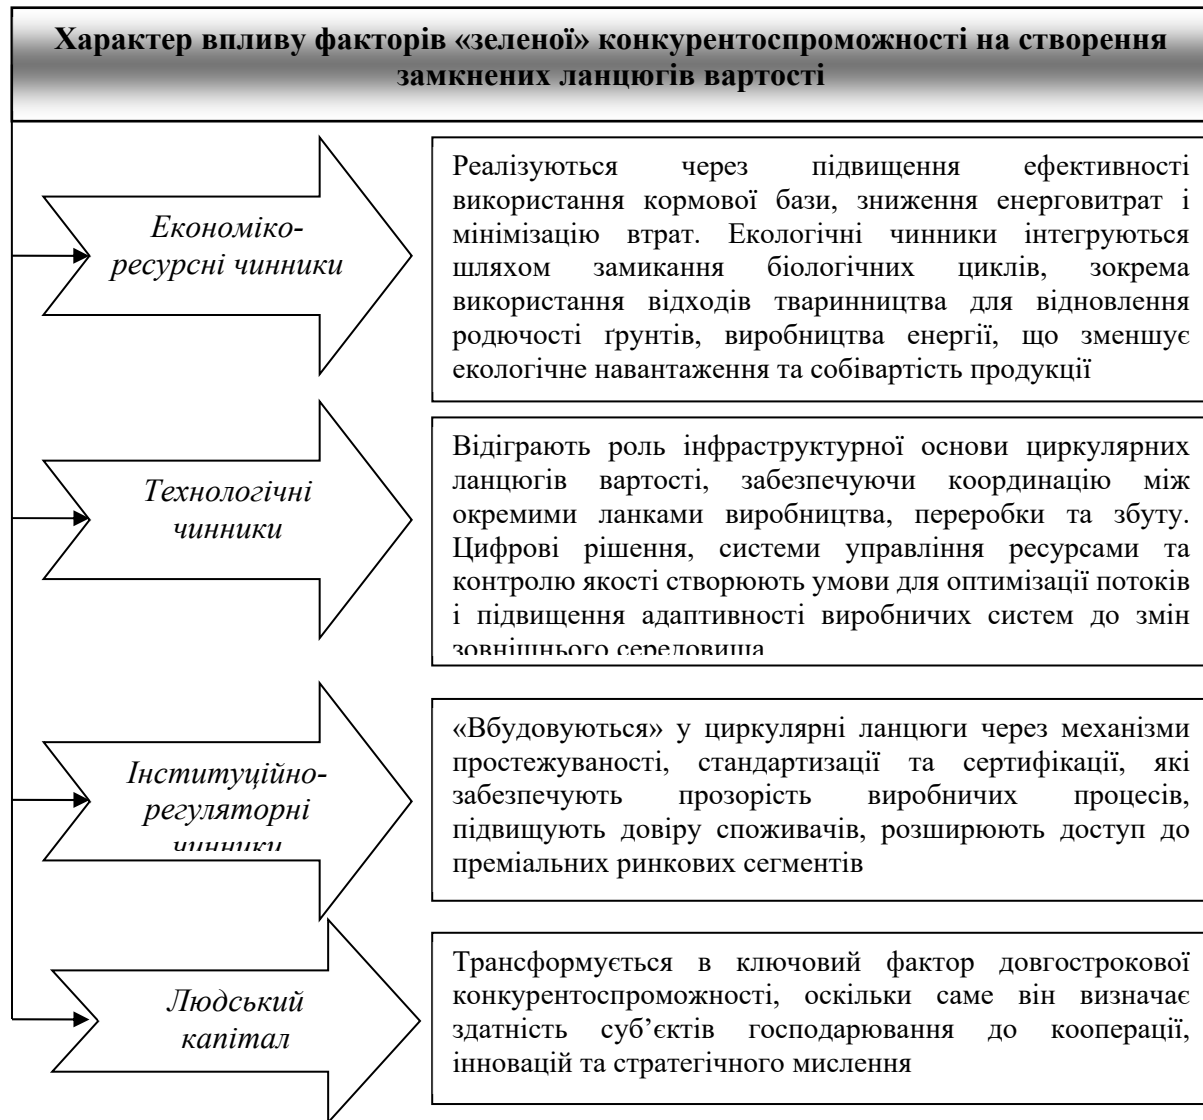 Характер впливу факторів «зеленої» конкурентоспроможності на створення
замкнених ланцюгів вартості
Економіко-
ресурсні чинники
Реалізуються через підвищення ефективності
використання кормової бази, зниження енерговитрат і
мінімізацію втрат. Екологічні чинники інтегруються
шляхом замикання біологічних циклів, зокрема
використання відходів тваринництва для відновлення
родючості ґрунтів, виробництва енергії, що зменшує
екологічне навантаження та собівартість продукції
Технологічні
чинники
Відіграють роль інфраструктурної основи циркулярних
ланцюгів вартості, забезпечуючи координацію між
окремими ланками виробництва, переробки та збуту.
Цифрові рішення, системи управління ресурсами та
контролю якості створюють умови для оптимізації потоків
і підвищення адаптивності виробничих систем до змін
зовнішнього середовища
Інституційно-
регуляторні
чинники
«Вбудовуються» у циркулярні ланцюги через механізми
простежуваності, стандартизації та сертифікації, які
забезпечують прозорість виробничих процесів,
підвищують довіру споживачів, розширюють доступ до
преміальних ринкових сегментів
Людський
капітал
Трансформується в ключовий фактор довгострокової
конкурентоспроможності, оскільки саме він визначає
здатність суб’єктів господарювання до кооперації,
інновацій та стратегічного мислення